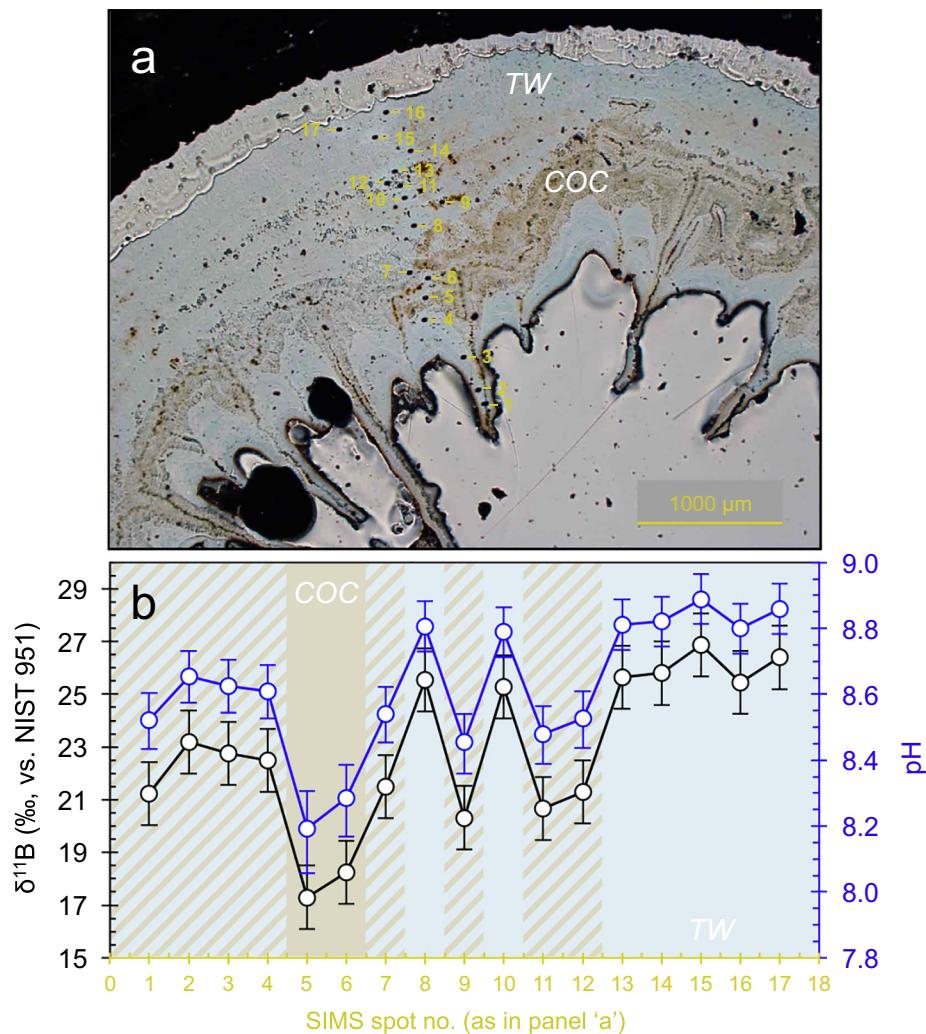 a
TW
16
17
15
14
13
12
11
COC
10
9
8
7
6
5
4
3
2
1
1000 µm
b
COC
TW
29
27
25
23
21
19
17
15
δ¹¹B (‰, vs. NIST 951)
9.0
8.8
8.6
8.4
8.2
8.0
7.8
pH
0 1 2 3 4 5 6 7 8 9 10 11 12 13 14 15 16 17 18
SIMS spot no. (as in panel ‘a’)